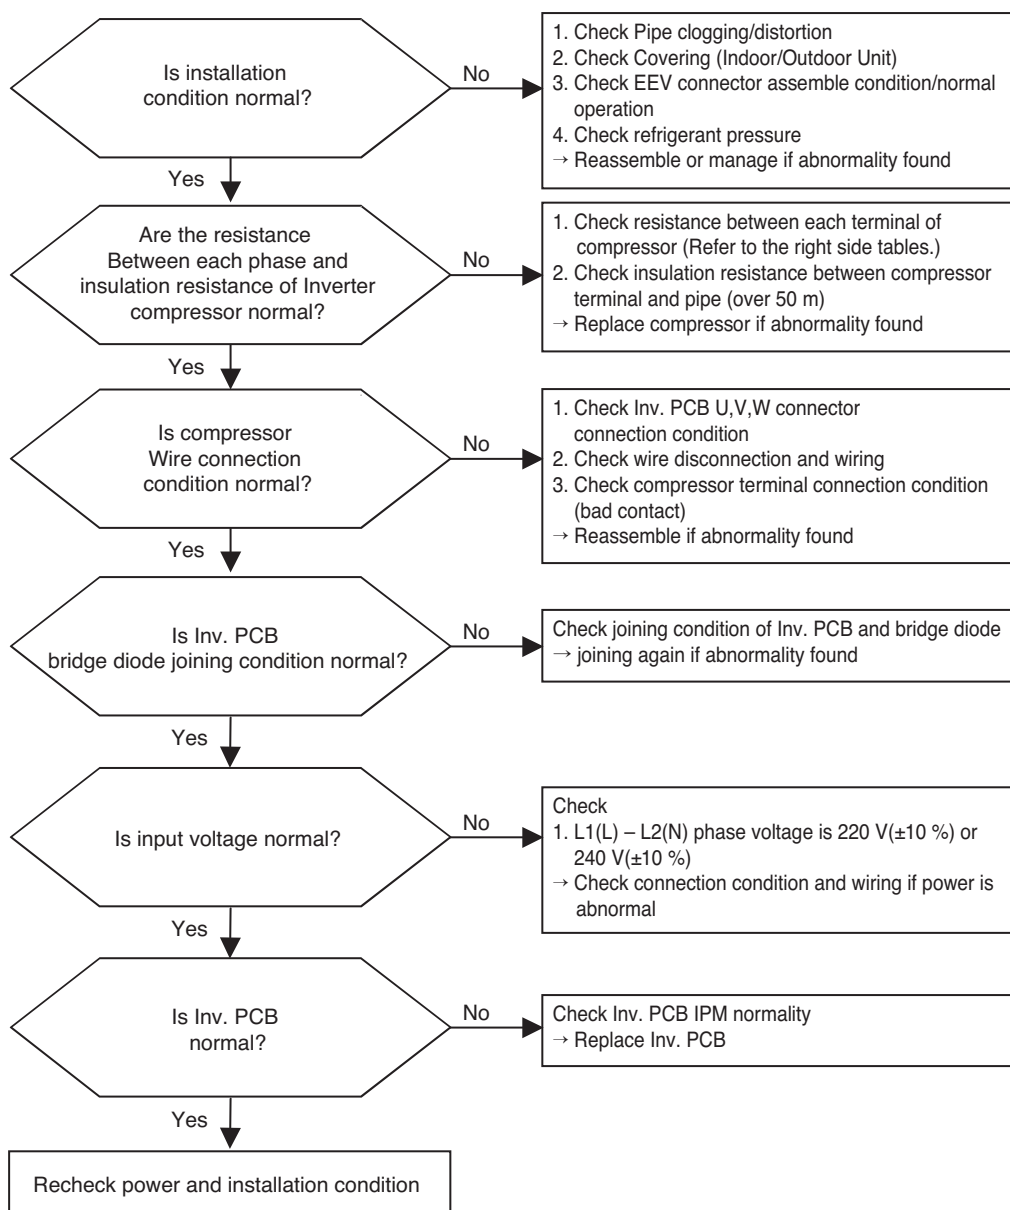 Is installation
condition normal?
No
1. Check Pipe clogging/distortion
2. Check Covering (Indoor/Outdoor Unit)
3. Check EEV connector assemble condition/normal
operation
4. Check refrigerant pressure
→ Reassemble or manage if abnormality found
Yes
Are the resistance
Between each phase and
insulation resistance of Inverter
compressor normal?
No
1. Check resistance between each terminal of
compressor (Refer to the right side tables.)
2. Check insulation resistance between compressor
terminal and pipe (over 50 m)
→ Replace compressor if abnormality found
Yes
Is compressor
Wire connection
condition normal?
No
1. Check Inv. PCB U,V,W connector
connection condition
2. Check wire disconnection and wiring
3. Check compressor terminal connection condition
(bad contact)
→ Reassemble if abnormality found
Yes
Is Inv. PCB
bridge diode joining condition normal?
No
Check joining condition of Inv. PCB and bridge diode
→ joining again if abnormality found
Yes
Is input voltage normal?
No
Check
1. L1(L) – L2(N) phase voltage is 220 V(±10 %) or
240 V(±10 %)
→ Check connection condition and wiring if power is
abnormal
Yes
Is Inv. PCB
normal?
No
Check Inv. PCB IPM normality
→ Replace Inv. PCB
Yes
Recheck power and installation condition